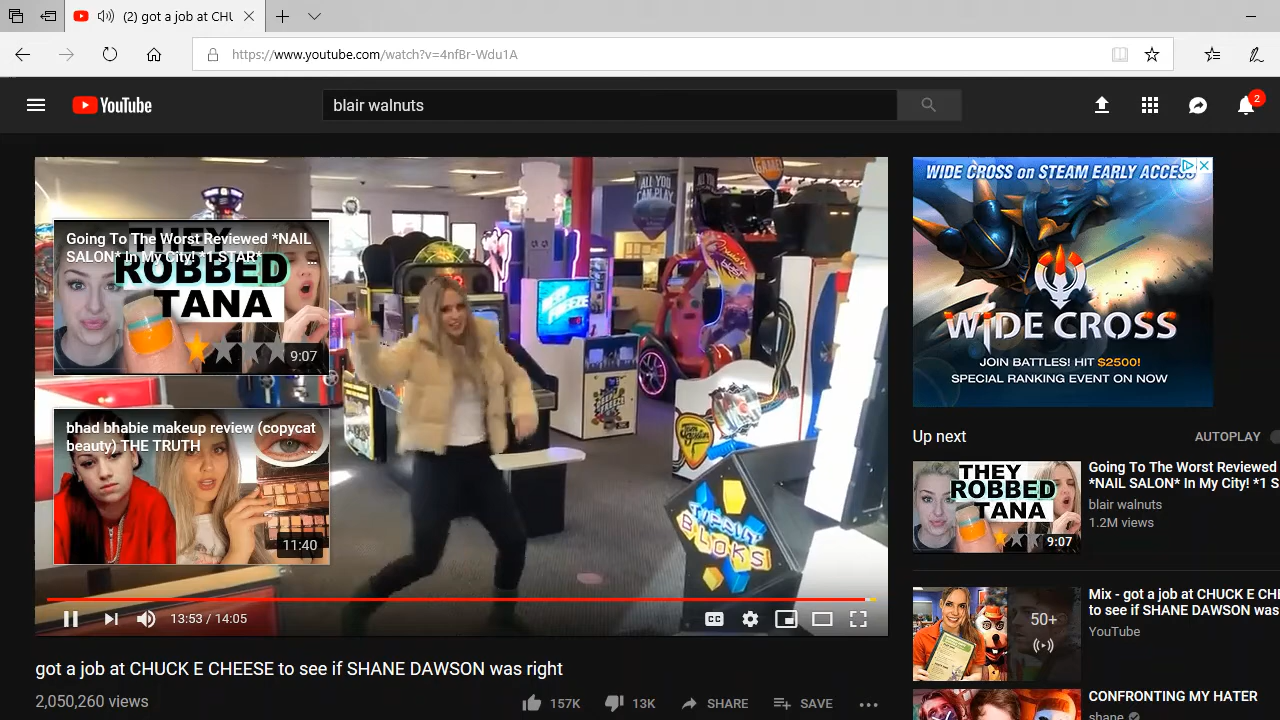 (2) got a job at CHU
https://www.youtube.com/watch?v=4nfBr-Wdu1A
YouTube
blair walnuts
2
ALL YOU
CAN PLAY
GAME
Going To The Worst Reviewed *NAIL
SALON* In My City! *1 STAR*
...
THEY
ROBBED
TANA
9:07
bhad bhabie makeup review (copycat
beauty) THE TRUTH
...
11:40
BLOKS
13:53 / 14:05
CC
got a job at CHUCK E CHEESE to see if SHANE DAWSON was right
2,050,260 views
157K
13K
SHARE
SAVE
WIDE CROSS on STEAM EARLY ACCESS
WIDE CROSS
JOIN BATTLES! HIT $2500!
SPECIAL RANKING EVENT ON NOW
Up next
AUTOPLAY
THEY
ROBBED
TANA
9:07
Going To The Worst Reviewed
*NAIL SALON* In My City! *1 S
blair walnuts
1.2M views
50+
Mix - got a job at CHUCK E CHE
to see if SHANE DAWSON was
YouTube
CONFRONTING MY HATER
shane